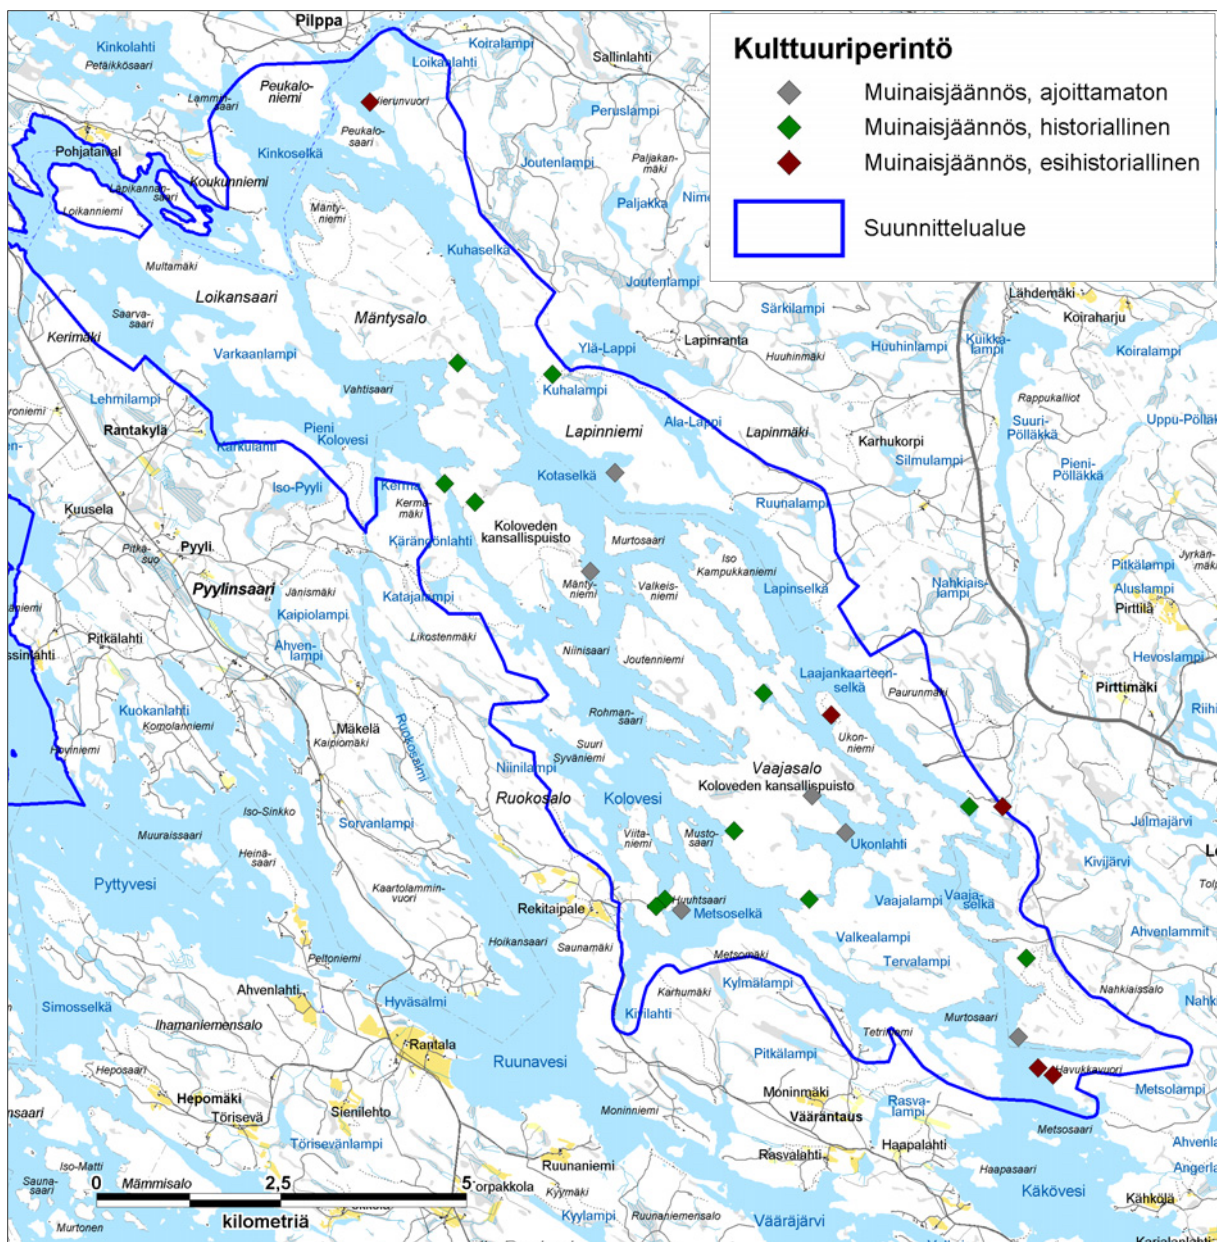 Kulttuuriperintö
Muinaisjäännös, ajoittamaton
Muinaisjäännös, historiallinen
Muinaisjäännös, esihistoriallinen
Suunnittelualue
Pilppa
Kinkolahti
Petäikkösaari
Koiralampi
Loikanlahti
Sallinlahti
Peukalo-
niemi
Lammin-
saari
Peruslampi
Pohjataival
Peukalo-
saari
Kinkoselkä
Joutenlampi
Paljakan-
mäki
Koukunniemi
Loikanniemi
Paljakka
Mänty-
niemi
Kuhaselkä
Multamäki
Joutenlampi
Loikansaari
Saarva-
saari
Mäntysalo
Kerimäki
Särkilampi
Lähdemäki
Koiraharju
Lapinranta
Ylä-Lappi
Huuhinmäki
Huuhinlampi
Kuikka-
lampi
Koiralampi
Varkaanlampi
Vahtisaari
Kuhalampi
Lehmilampi
Rappukalliot
Suuri-
Pölläkkä
Rantakylä
Pieni
Kolovesi
Karkulahti
Lapinniemi
Ala-Lappi
Lapinmäki
Karhukorpi
Silmulampi
Pieni-
Pölläkkä
Kotaselkä
Iso-Pyyli
Kerma-
mäki
Ruunalampi
Kuusela
Koloveden
kansallispuisto
Pyyli
Pitkä-
suo
Kärängönlahti
Murtosaari
Iso
Kampukkaniemi
Pyylinsaari
Jänismäki
Mänty-
niemi
Valkeis-
niemi
Lapinselkä
Nahkiais-
lampi
Pitkälampi
Aluslampi
Pirttilä
Kaipiolampi
Katajalampi
Pitkälahti
Ahven-
lampi
Likostenmäki
Niinisaari
Joutenniemi
Hevoslampi
Laajankaarteen-
selkä
Paurunmäki
Pirttimäki
Kuokanlahti
Komolanniemi
Ruokosalmi
Rohman-
saari
Mäkelä
Kaipiomäki
Ukon-
niemi
Suuri
Syväniemi
Niinilampi
Vaajasalo
Koloveden kansallispuisto
Ruokosalo
Kolovesi
Iso-Sinkko
Sorvanlampi
Muuraissaari
Viita-
niemi
Musto-
saari
Ukonlahti
Julmajärvi
Heinä-
saari
Kivijärvi
Pyttyvesi
Kaartolammin-
vuori
Huuhtsaari
Rekitaipale
Metsoselkä
Vaajalampi
Vaaja-
selkä
Saunamäki
Hoikansaari
Valkealampi
Ahvenlammit
Metsomäki
Tervalampi
Peltoniemi
Ahvenlahti
Karhumäki
Kylmälampi
Nahkiaissalo
Simosselkä
Hyväsalmi
Kirilahti
Murtosaari
Ihamaniemensalo
Tetriniemi
Rantala
Ruunavesi
Pitkälampi
Heposaari
Havukkavuori
Moninmäki
Metsolampi
Hepomäki
Rasva-
lampi
Törisevä
Sienilehto
Moninniemi
Vääräntaus
Metsosaari
Törisevänlampi
Haapalahti
Ruunaniemi
Rasvalahti
Iso-Matti
Haapasaari
Sauna-
saari
Mämmisalo
Kyymäki
Käkövesi
Kähkölä
0 2,5 5
kilometriä
Kyylampi
Ruunaniemensalo
Murtonen
Vääräjärvi